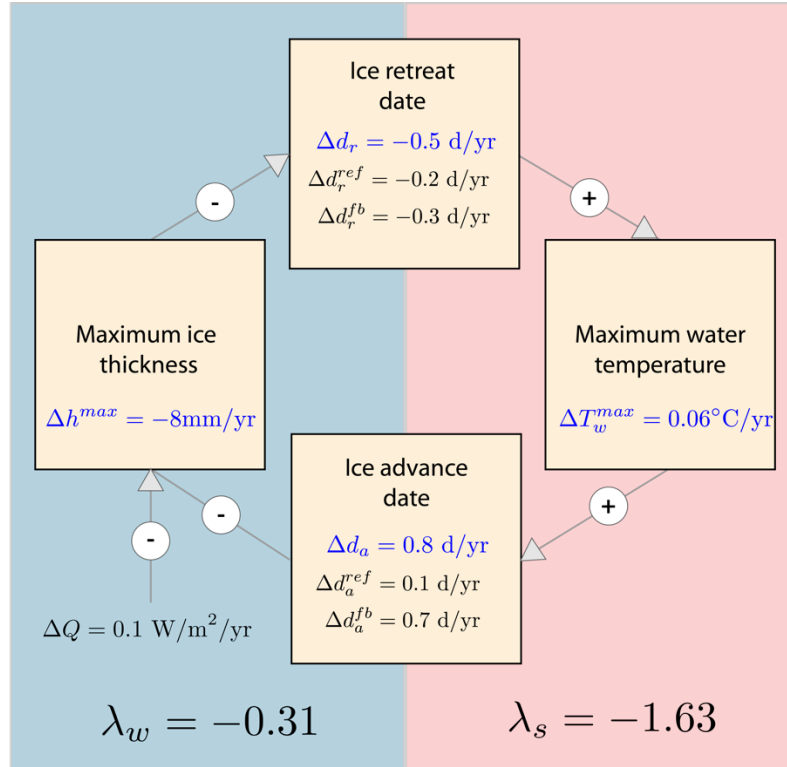 Ice retreat
date
Δd_r = −0.5 d/yr
Δd_r^{ref} = −0.2 d/yr
Δd_r^{fb} = −0.3 d/yr
-
+
Maximum ice
thickness
Δh^{max} = −8mm/yr
Maximum water
temperature
ΔT_w^{max} = 0.06°C/yr
Ice advance
date
Δd_a = 0.8 d/yr
Δd_a^{ref} = 0.1 d/yr
Δd_a^{fb} = 0.7 d/yr
-
+
-
ΔQ = 0.1 W/m²/yr
λ_w = −0.31
λ_s = −1.63